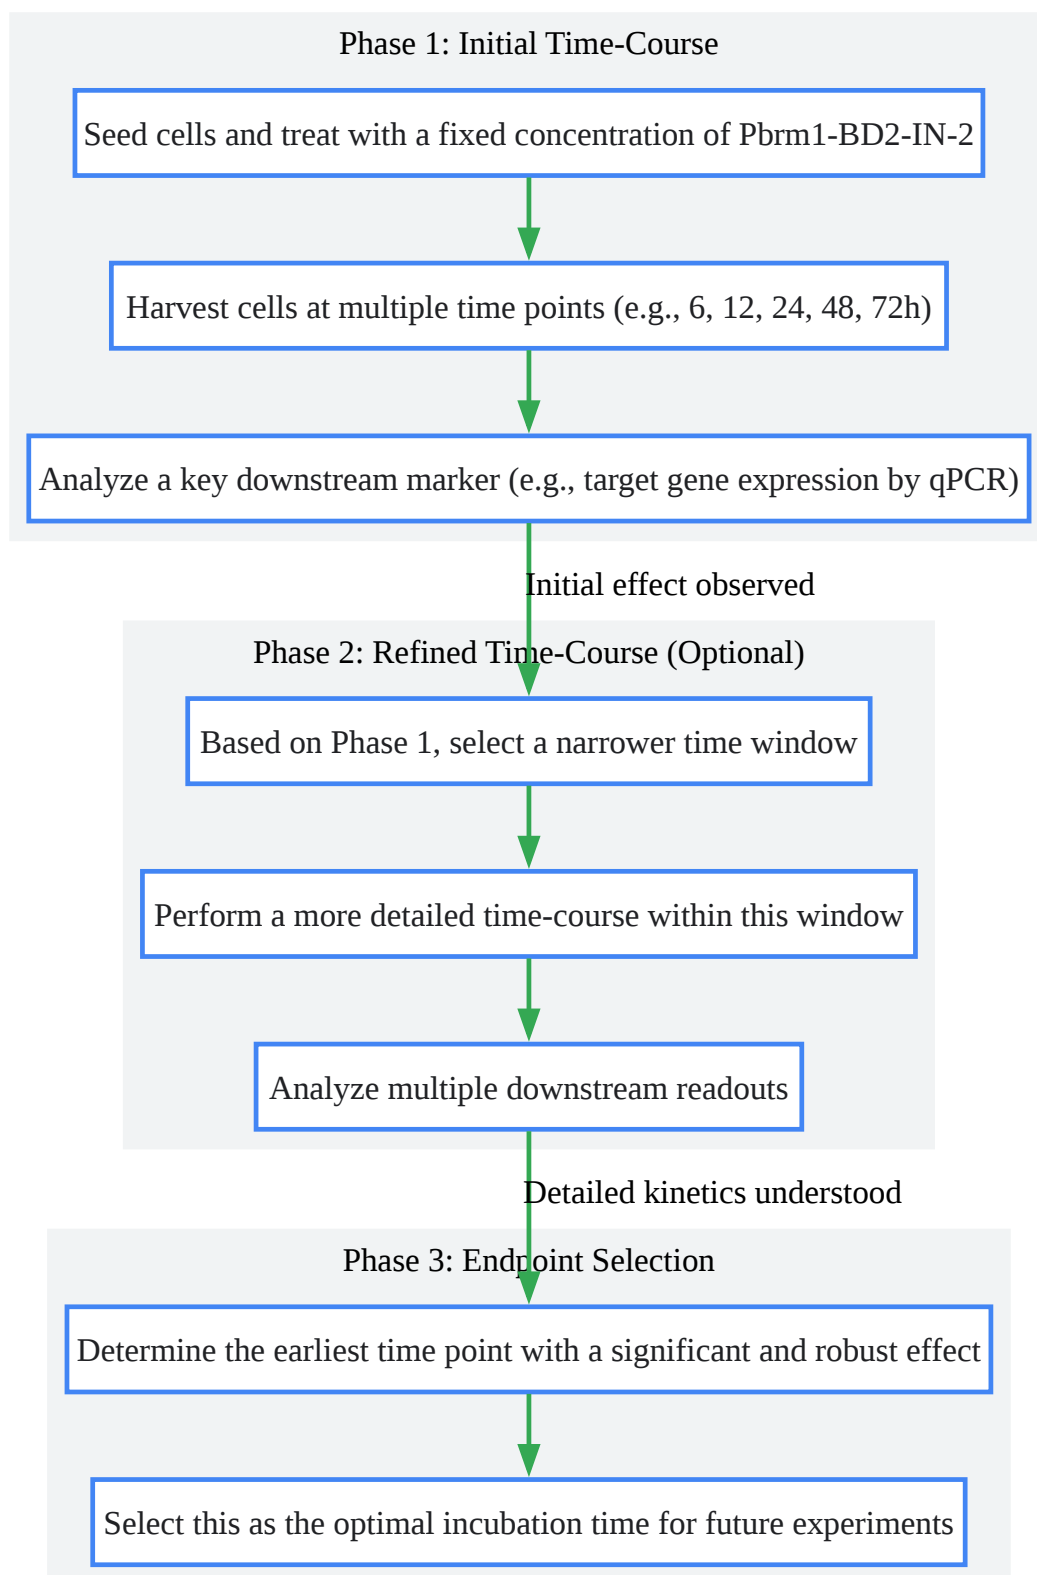 Phase 1: Initial Time-Course
Seed cells and treat with a fixed concentration of Pbrm1-BD2-IN-2
Harvest cells at multiple time points (e.g., 6, 12, 24, 48, 72h)
Analyze a key downstream marker (e.g., target gene expression by qPCR)
Initial effect observed
Phase 2: Refined Time-Course (Optional)
Based on Phase 1, select a narrower time window
Perform a more detailed time-course within this window
Analyze multiple downstream readouts
Detailed kinetics understood
Phase 3: Endpoint Selection
Determine the earliest time point with a significant and robust effect
Select this as the optimal incubation time for future experiments